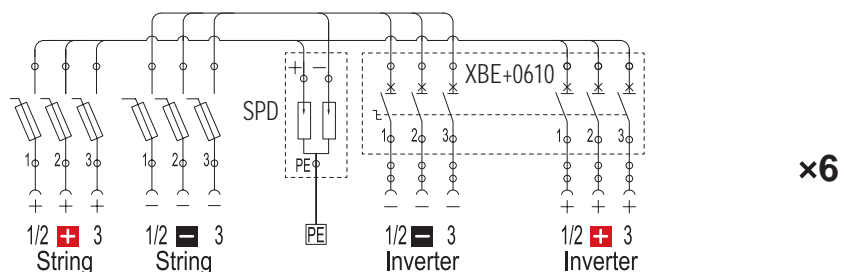 XBE+0610
+ −
SPD
1 2 3 1 2 3 1 2 3 1 2 3
PE
+ + + − − − − − − + + +
×6
1/2 + 3 1/2 − 3 PE 1/2 − 3 1/2 + 3
String String Inverter Inverter